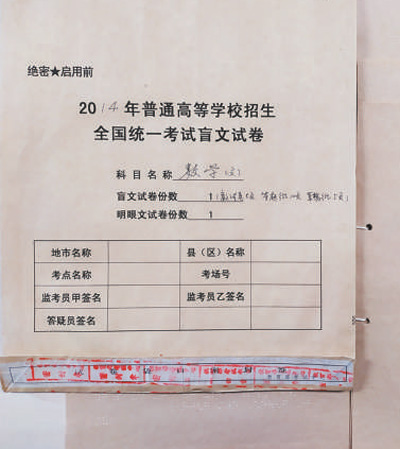 绝密★启用前
2014年普通高等学校招生
全国统一考试盲文试卷
科目名称 数学(文)
盲文试卷份数 1
明眼文试卷份数 1
地市名称 县（区）名称
考点名称 考场号
监考员甲签名 监考员乙签名
答疑员签名